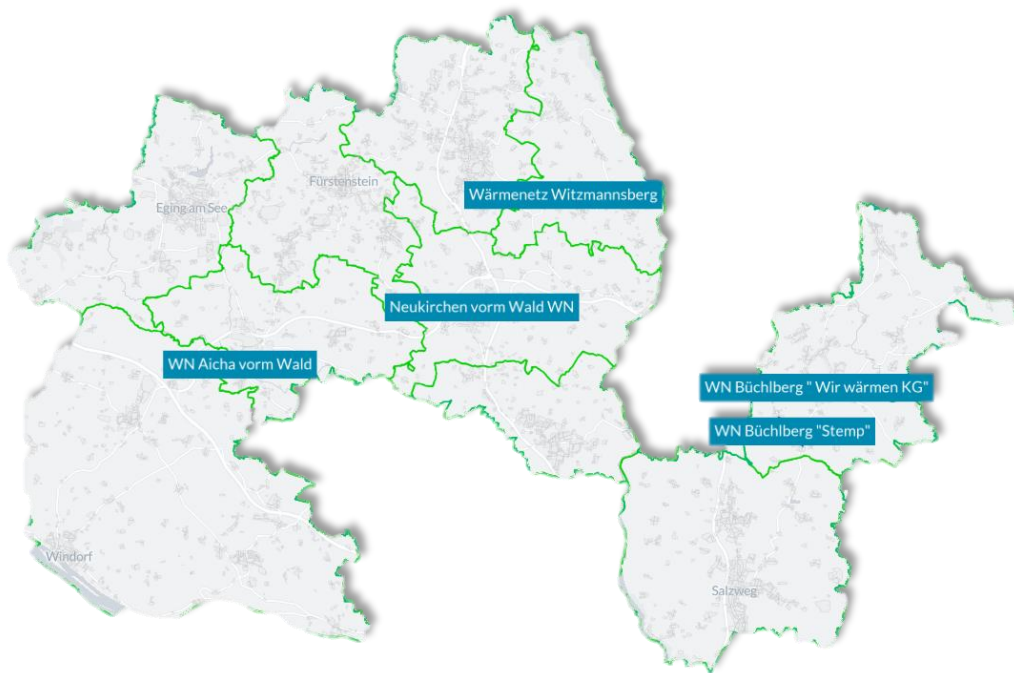 Fürstenstein
Wärmenetz Witzmannsberg
Eging am See
Neukirchen vorm Wald WN
WN Aicha vorm Wald
WN Büchlberg " Wir wärmen KG"
WN Büchlberg "Stemp"
Windorf
Salzweg